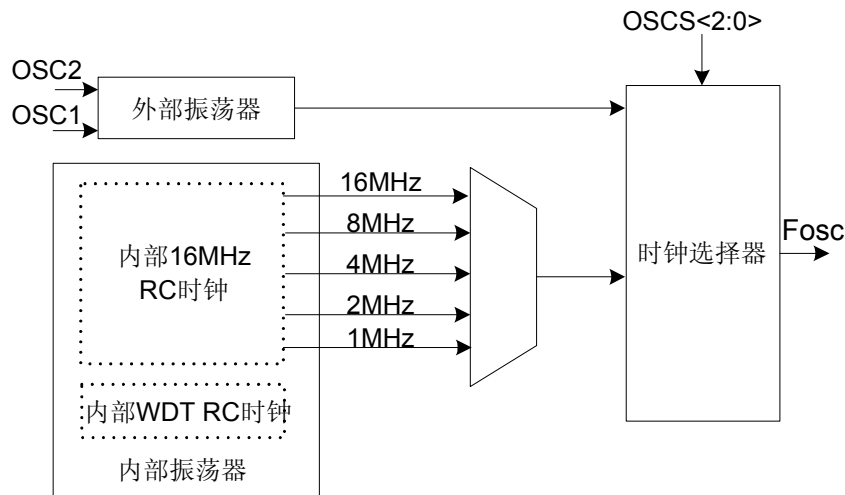 OSCS<2:0>
OSC2
OSC1
外部振荡器
16MHz
8MHz
4MHz
2MHz
1MHz
内部16MHz
RC时钟
内部WDT RC时钟
内部振荡器
时钟选择器
Fosc